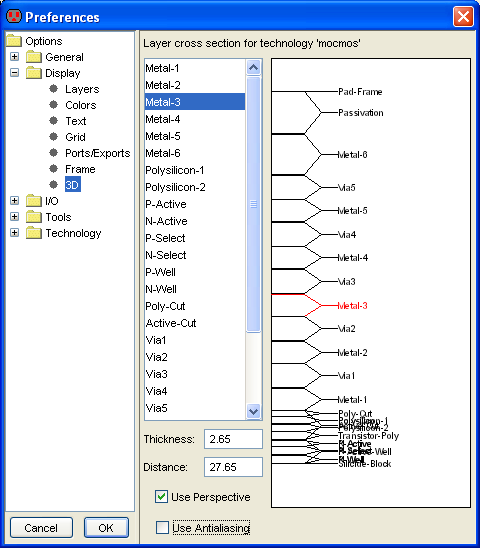 Preferences
Options
General
Display
Layers
Colors
Text
Grid
Ports/Exports
Frame
3D
I/O
Tools
Technology
Cancel
OK
Layer cross section for technology 'mocmos'
Metal-1
Metal-2
Metal-3
Metal-4
Metal-5
Metal-6
Polysilicon-1
Polysilicon-2
P-Active
N-Active
P-Select
N-Select
P-Well
N-Well
Poly-Cut
Active-Cut
Via1
Via2
Via3
Via4
Via5
Thickness: 2.65
Distance: 27.65
Use Perspective
Use Antialiasing
Pad-Frame
Passivation
Metal-6
Via5
Metal-5
Via4
Metal-4
Via3
Metal-3
Via2
Metal-2
Via1
Metal-1
Poly-Cut
Polysilicon-1
Polysilicon-2
Transistor-Poly
Silicide-Block